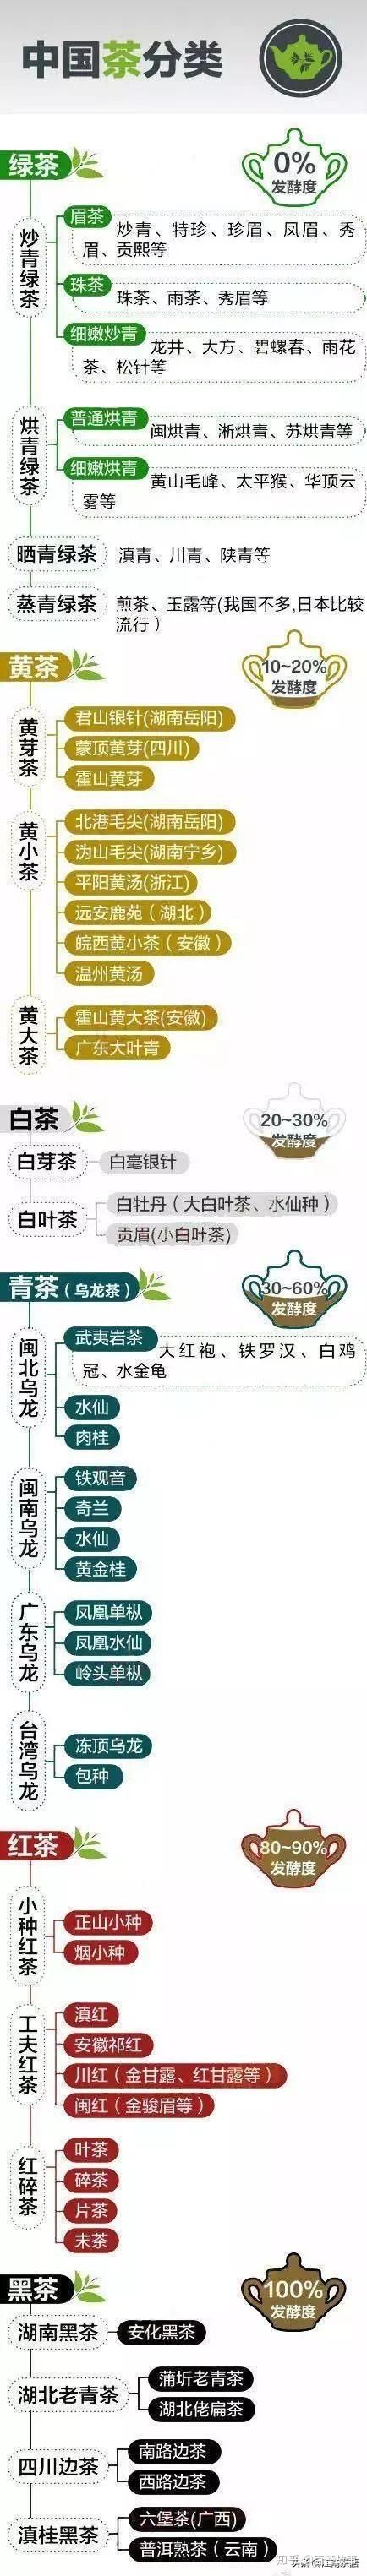 中国茶分类
绿茶
0%
发酵度
炒青绿茶
眉茶
炒青、特珍、珍眉、凤眉、秀
眉、贡熙等
珠茶
珠茶、雨茶、秀眉等
细嫩炒青
龙井、大方、碧螺春、雨花
茶、松针等
烘青绿茶
普通烘青
闽烘青、浙烘青、苏烘青等
细嫩烘青
黄山毛峰、太平猴、华顶云
雾等
晒青绿茶
滇青、川青、陕青等
蒸青绿茶
煎茶、玉露等(我国不多,日本比较
流行）
黄茶
10~20%
发酵度
黄芽茶
君山银针(湖南岳阳)
蒙顶黄芽(四川)
霍山黄芽
黄小茶
北港毛尖(湖南岳阳)
沩山毛尖(湖南宁乡)
平阳黄汤(浙江)
远安鹿苑（湖北）
皖西黄小茶（安徽）
温州黄汤
黄大茶
霍山黄大茶(安徽)
广东大叶青
白茶
20~30%
发酵度
白芽茶
白毫银针
白叶茶
白牡丹（大白叶茶、水仙种）
贡眉(小白叶茶)
青茶（乌龙茶）
30~60%
发酵度
闽北乌龙
武夷岩茶
大红袍、铁罗汉、白鸡
冠、水金龟
水仙
肉桂
闽南乌龙
铁观音
奇兰
水仙
黄金桂
广东乌龙
凤凰单枞
凤凰水仙
岭头单枞
台湾乌龙
冻顶乌龙
包种
红茶
80~90%
发酵度
小种红茶
正山小种
烟小种
工夫红茶
滇红
安徽祁红
川红（金甘露、红甘露等）
闽红（金骏眉等）
红碎茶
叶茶
碎茶
片茶
末茶
黑茶
100%
发酵度
湖南黑茶
安化黑茶
湖北老青茶
蒲圻老青茶
湖北佬扁茶
四川边茶
南路边茶
西路边茶
滇桂黑茶
六堡茶(广西)
普洱熟茶（云南）